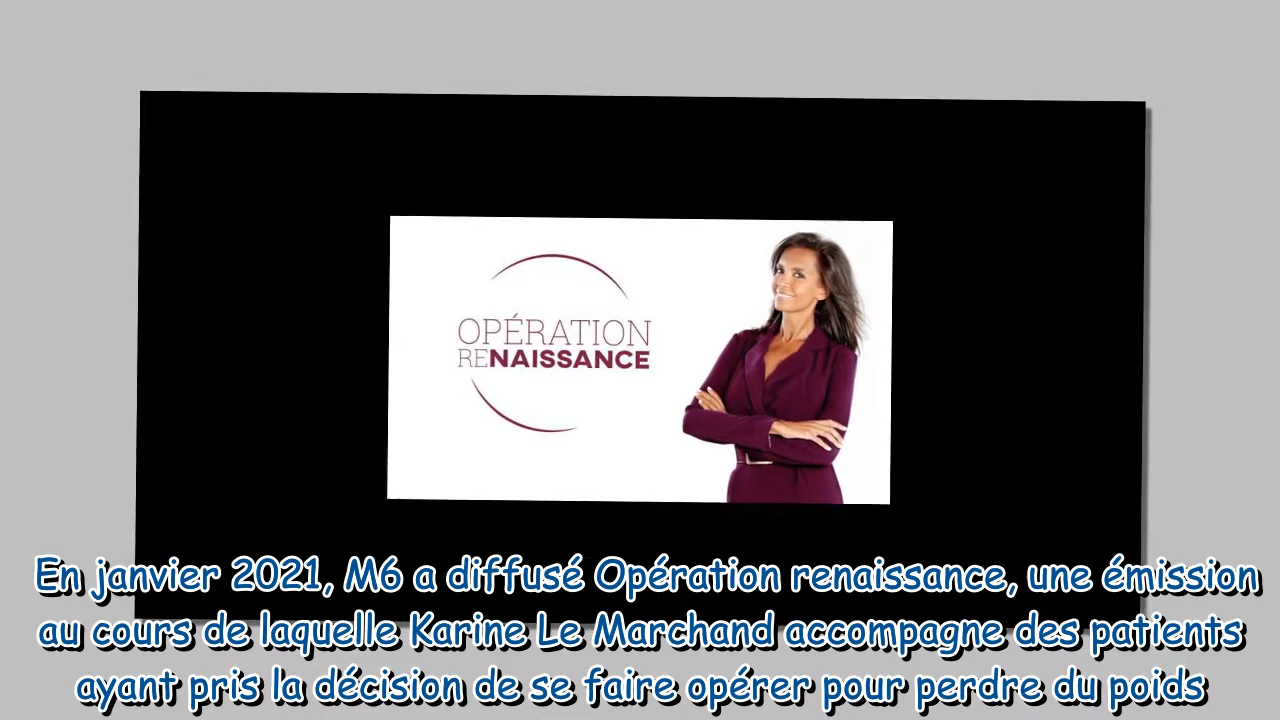 OPÉRATION
RENAISSANCE
En janvier 2021, M6 a diffusé Opération renaissance, une émission
au cours de laquelle Karine Le Marchand accompagne des patients
ayant pris la décision de se faire opérer pour perdre du poids